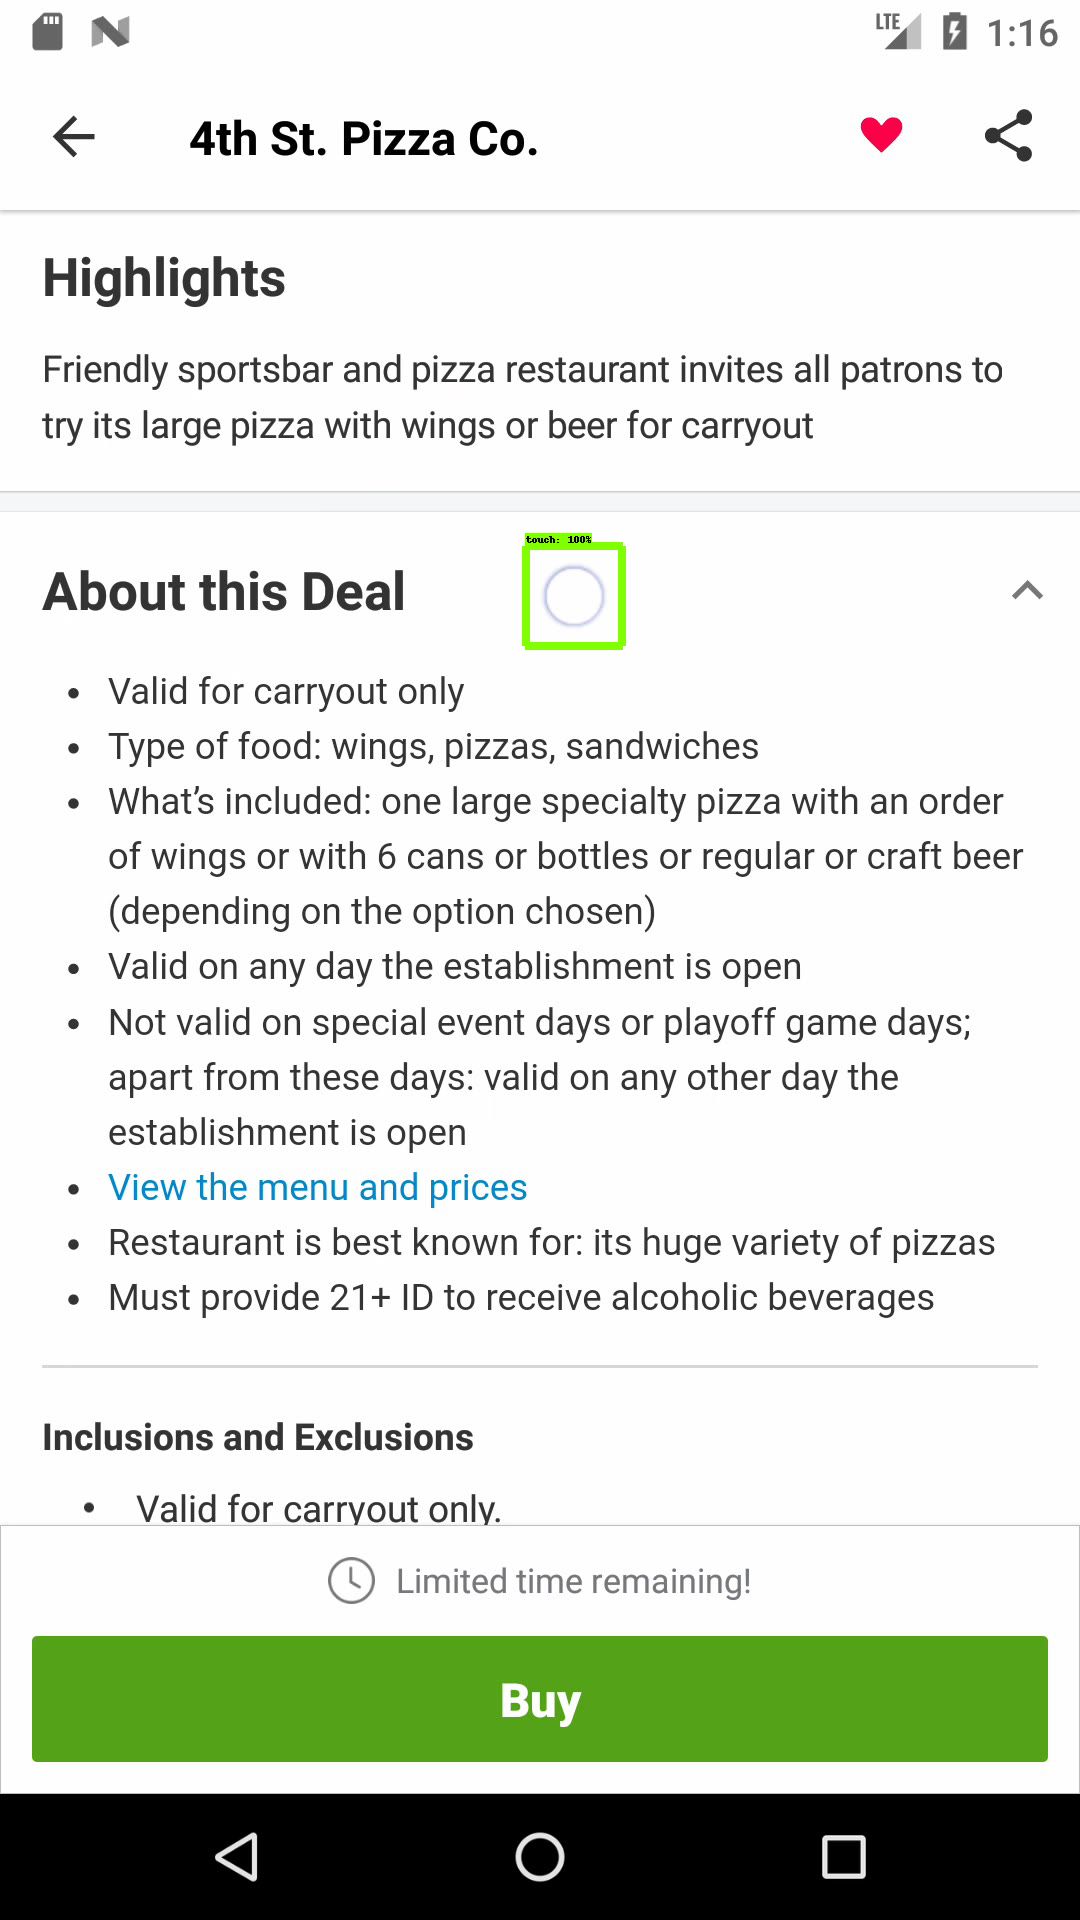 LTE 1:16
4th St. Pizza Co.
Highlights
Friendly sportsbar and pizza restaurant invites all patrons to
try its large pizza with wings or beer for carryout
touch: 100%
About this Deal
• Valid for carryout only
• Type of food: wings, pizzas, sandwiches
• What’s included: one large specialty pizza with an order
of wings or with 6 cans or bottles or regular or craft beer
(depending on the option chosen)
• Valid on any day the establishment is open
• Not valid on special event days or playoff game days;
apart from these days: valid on any other day the
establishment is open
• View the menu and prices
• Restaurant is best known for: its huge variety of pizzas
• Must provide 21+ ID to receive alcoholic beverages
Inclusions and Exclusions
• Valid for carryout only.
Limited time remaining!
Buy